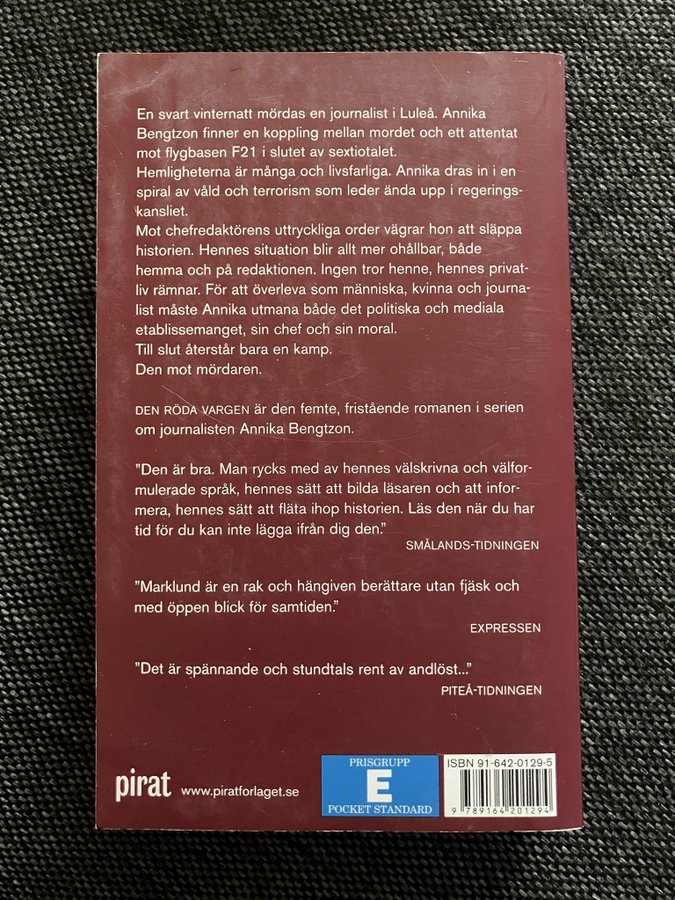 En svart vinternatt mördas en journalist i Luleå. Annika
Bengtzon finner en koppling mellan mordet och ett attentat
mot flygbasen F21 i slutet av sextiotalet.
Hemligheterna är många och livsfarliga. Annika dras in i en
spiral av våld och terrorism som leder ända upp i regerings-
kansliet.
Mot chefredaktörens uttryckliga order vägrar hon att släppa
historien. Hennes situation blir allt mer ohållbar, både
hemma och på redaktionen. Ingen tror henne, hennes privat-
liv rämnar. För att överleva som människa, kvinna och journa-
list måste Annika utmana både det politiska och mediala
etablissemanget, sin chef och sin moral.
Till slut återstår bara en kamp.
Den mot mördaren.
DEN RÖDA VARGEN är den femte, fristående romanen i serien
om journalisten Annika Bengtzon.
"Den är bra. Man rycks med av hennes välskrivna och välfor-
mulerade språk, hennes sätt att bilda läsaren och att infor-
mera, hennes sätt att fläta ihop historien. Läs den när du har
tid för du kan inte lägga ifrån dig den."
SMÅLANDS-TIDNINGEN
"Marklund är en rak och hängiven berättare utan fjäsk och
med öppen blick för samtiden."
EXPRESSEN
"Det är spännande och stundtals rent av andlöst..."
PITEÅ-TIDNINGEN
pirat www.piratforlaget.se
PRISGRUPP
E
POCKET STANDARD
ISBN 91-642-0129-5
9 789164 201294